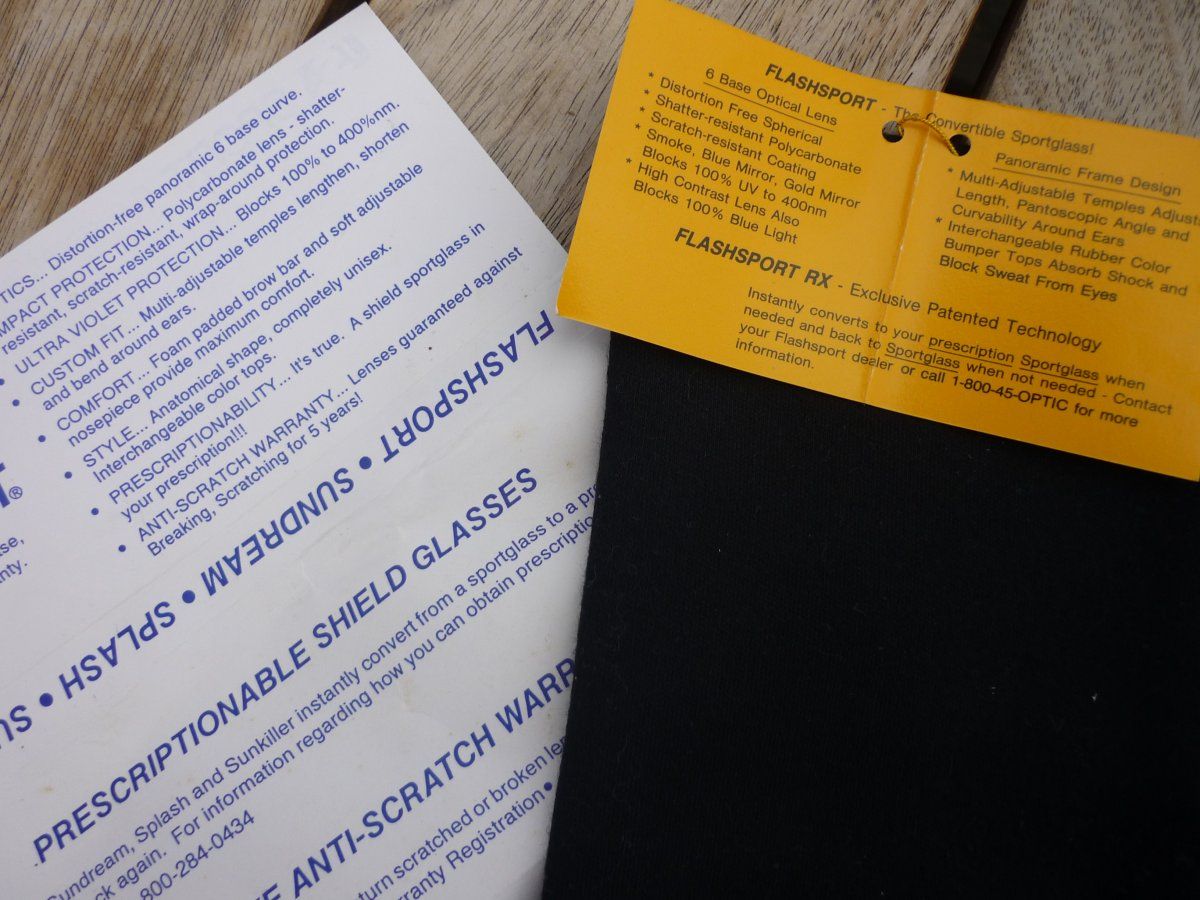 TICS... Distortion-free panoramic 6 base curve.
IMPACT PROTECTION... Polycarbonate lens - shatter-
resistant, scratch-resistant, wrap-around protection.
• ULTRA VIOLET PROTECTION... Blocks 100% to 400%nm.
• CUSTOM FIT... Multi-adjustable temples lengthen, shorten
and bend around ears.
• COMFORT... Foam padded brow bar and soft adjustable
nosepiece provide maximum comfort.
• STYLE... Anatomical shape, completely unisex.
Interchangeable color tops.
• PRESCRIPTIONABILITY... It's true. A shield sportglass in
your prescription!!!
• ANTI-SCRATCH WARRANTY... Lenses guaranteed against
Breaking, Scratching for 5 years!
®
FLASHSPORT • SUNDREAM • SPLASH • SU
PRESCRIPTIONABLE SHIELD GLASSES
Sundream, Splash and Sunkiller instantly convert from a sportglass to a pr
ck again. For information regarding how you can obtain prescription
800-284-0434
ANTI-SCRATCH WARR
turn scratched or broken len
rranty Registration
FLASHSPORT - The Convertible Sportglass!
6 Base Optical Lens
* Distortion Free Spherical
* Shatter-resistant Polycarbonate
* Scratch-resistant Coating
* Smoke, Blue Mirror, Gold Mirror
Blocks 100% UV to 400nm
* High Contrast Lens Also
Blocks 100% Blue Light
Panoramic Frame Design
* Multi-Adjustable Temples Adjust
Length, Pantoscopic Angle and
Curvability Around Ears
* Interchangeable Rubber Color
Bumper Tops Absorb Shock and
Block Sweat From Eyes
FLASHSPORT RX - Exclusive Patented Technology
Instantly converts to your prescription Sportglass when
needed and back to Sportglass when not needed - Contact
your Flashsport dealer or call 1-800-45-OPTIC for more
information.